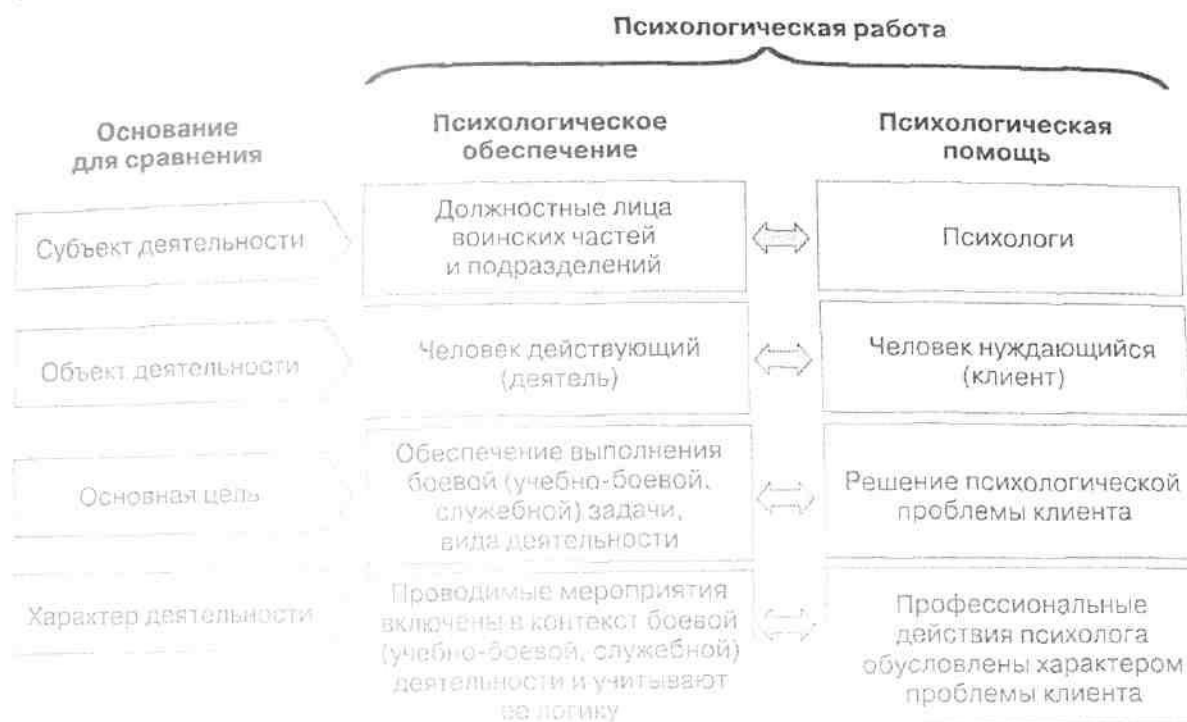 Психологическая работа
Основание
для сравнения
Психологическое
обеспечение
Психологическая
помощь
Субъект деятельности
Должностные лица
воинских частей
и подразделений
Психологи
Объект деятельности
Человек действующий
(деятель)
Человек нуждающийся
(клиент)
Основная цель
Обеспечение выполнения
боевой (учебно-боевой,
служебной) задачи,
вида деятельности
Решение психологической
проблемы клиента
Характер деятельности
Проводимые мероприятия
включены в контекст боевой
(учебно-боевой, служебной)
деятельности и учитывают
ее логику
Профессиональные
действия психолога
обусловлены характером
проблемы клиента